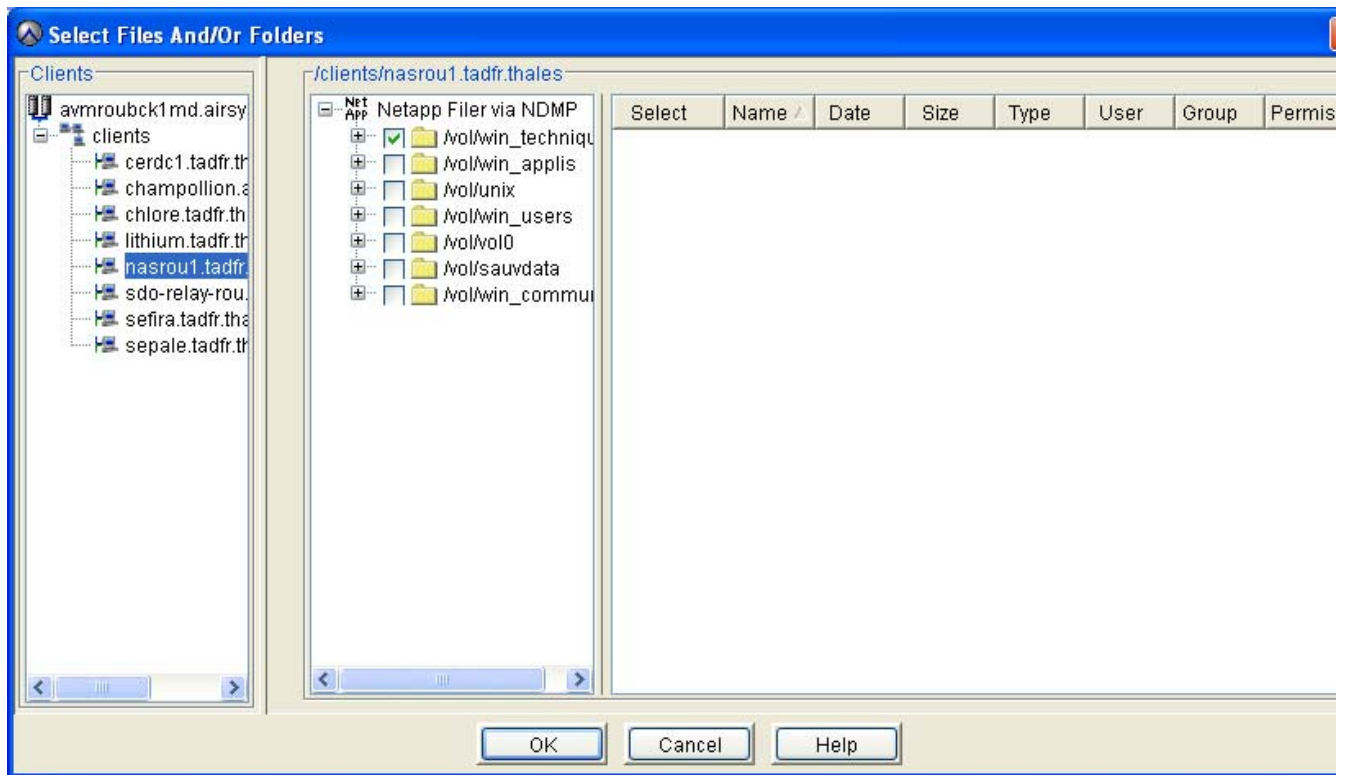 Select Files And/Or Folders
Clients
avmroubck1md.airsy
clients
cerdc1.tadfr.th
champollion.a
chlore.tadfr.th
lithium.tadfr.th
nasrou1.tadfr.
sdo-relay-rou.
sefira.tadfr.tha
sepale.tadfr.th
/clients/nasrou1.tadfr.thales
Net App Netapp Filer via NDMP
/vol/win_techniqu
/vol/win_applis
/vol/unix
/vol/win_users
/vol/vol0
/vol/sauvdata
/vol/win_commu
Select Name Date Size Type User Group Permis
OK Cancel Help